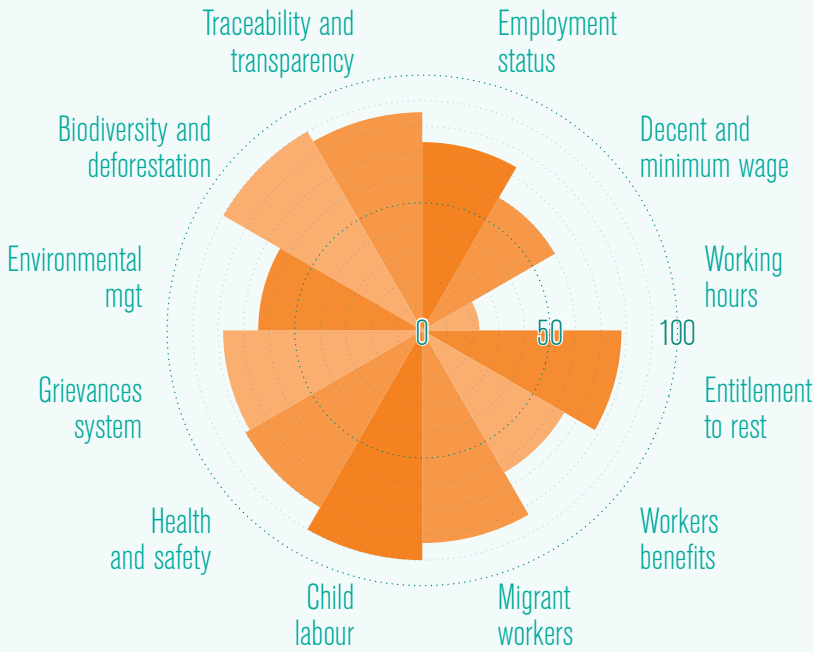 Traceability and
transparency
Employment
status
Biodiversity and
deforestation
Decent and
minimum wage
Environmental
mgt
Working
hours
0
50
100
Grievances
system
Entitlement
to rest
Health
and safety
Workers
benefits
Child
labour
Migrant
workers